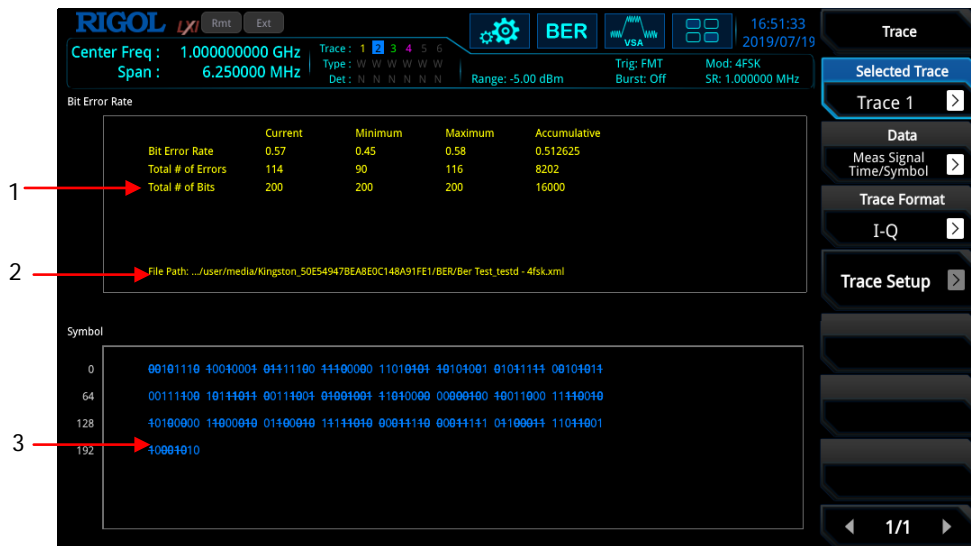 RIGOL LXI Rmt Ext BER VSA 16:51:33
2019/07/19
Center Freq : 1.000000000 GHz
Span : 6.250000 MHz
Trace : 1 2 3 4 5 6
Type : W W W W W W
Det : N N N N N N
Range: -5.00 dBm
Trig: FMT
Burst: Off
Mod: 4FSK
SR: 1.000000 MHz
Bit Error Rate
Current Minimum Maximum Accumulative
Bit Error Rate 0.57 0.45 0.58 0.512625
Total # of Errors 114 90 116 8202
1 Total # of Bits 200 200 200 16000
2 File Path: .../user/media/Kingston_50E54947BEA8E0C148A91FE1/BER/Ber Test_testd - 4fsk.xml
Symbol
0 00101110 10010001 01111100 11100000 11010101 10101001 01011111 00101011
64 00111100 10111011 00111001 01001001 11010000 00000100 10011000 11110010
128 10100000 11000010 01100010 11111010 00011110 00011111 01100011 11011001
3
192 10001010
Trace
Selected Trace
Trace 1
Data
Meas Signal
Time/Symbol
Trace Format
I-Q
Trace Setup
1/1